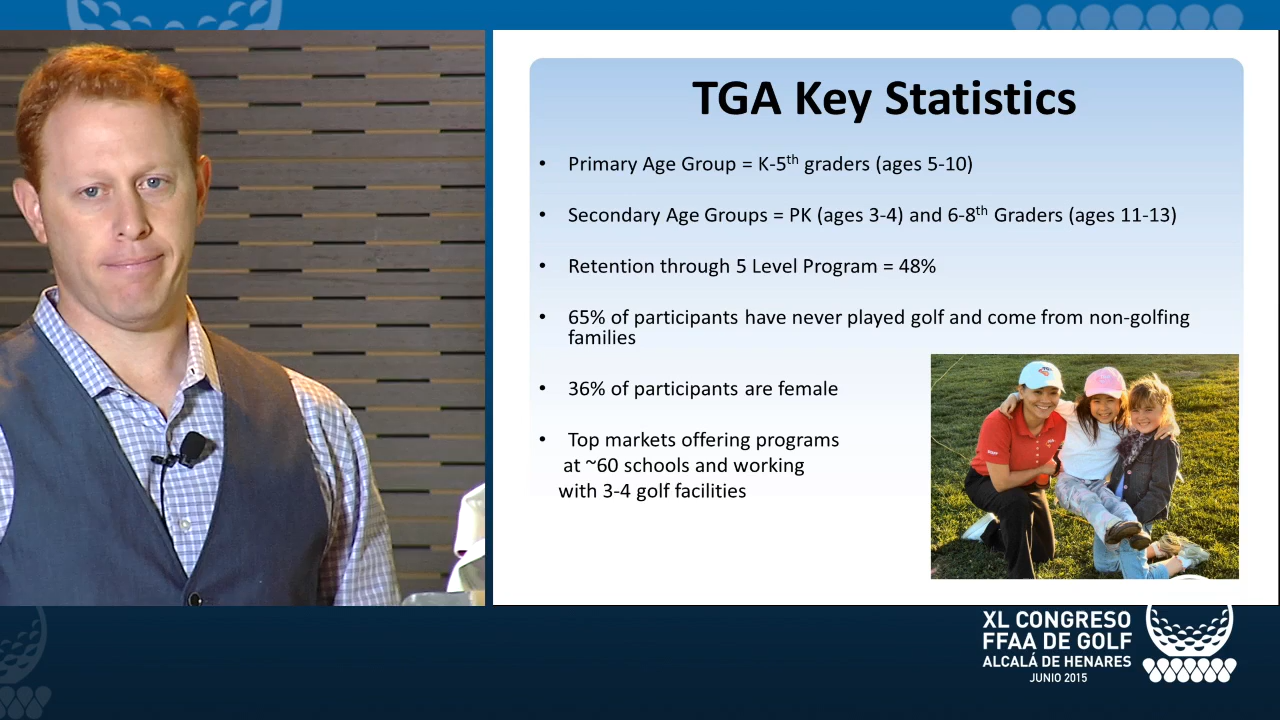 TGA Key Statistics
• Primary Age Group = K-5th graders (ages 5-10)
• Secondary Age Groups = PK (ages 3-4) and 6-8th Graders (ages 11-13)
• Retention through 5 Level Program = 48%
• 65% of participants have never played golf and come from non-golfing
families
• 36% of participants are female
• Top markets offering programs
at ~60 schools and working
with 3-4 golf facilities
XL CONGRESO
FFAA DE GOLF
ALCALÁ DE HENARES
JUNIO 2015